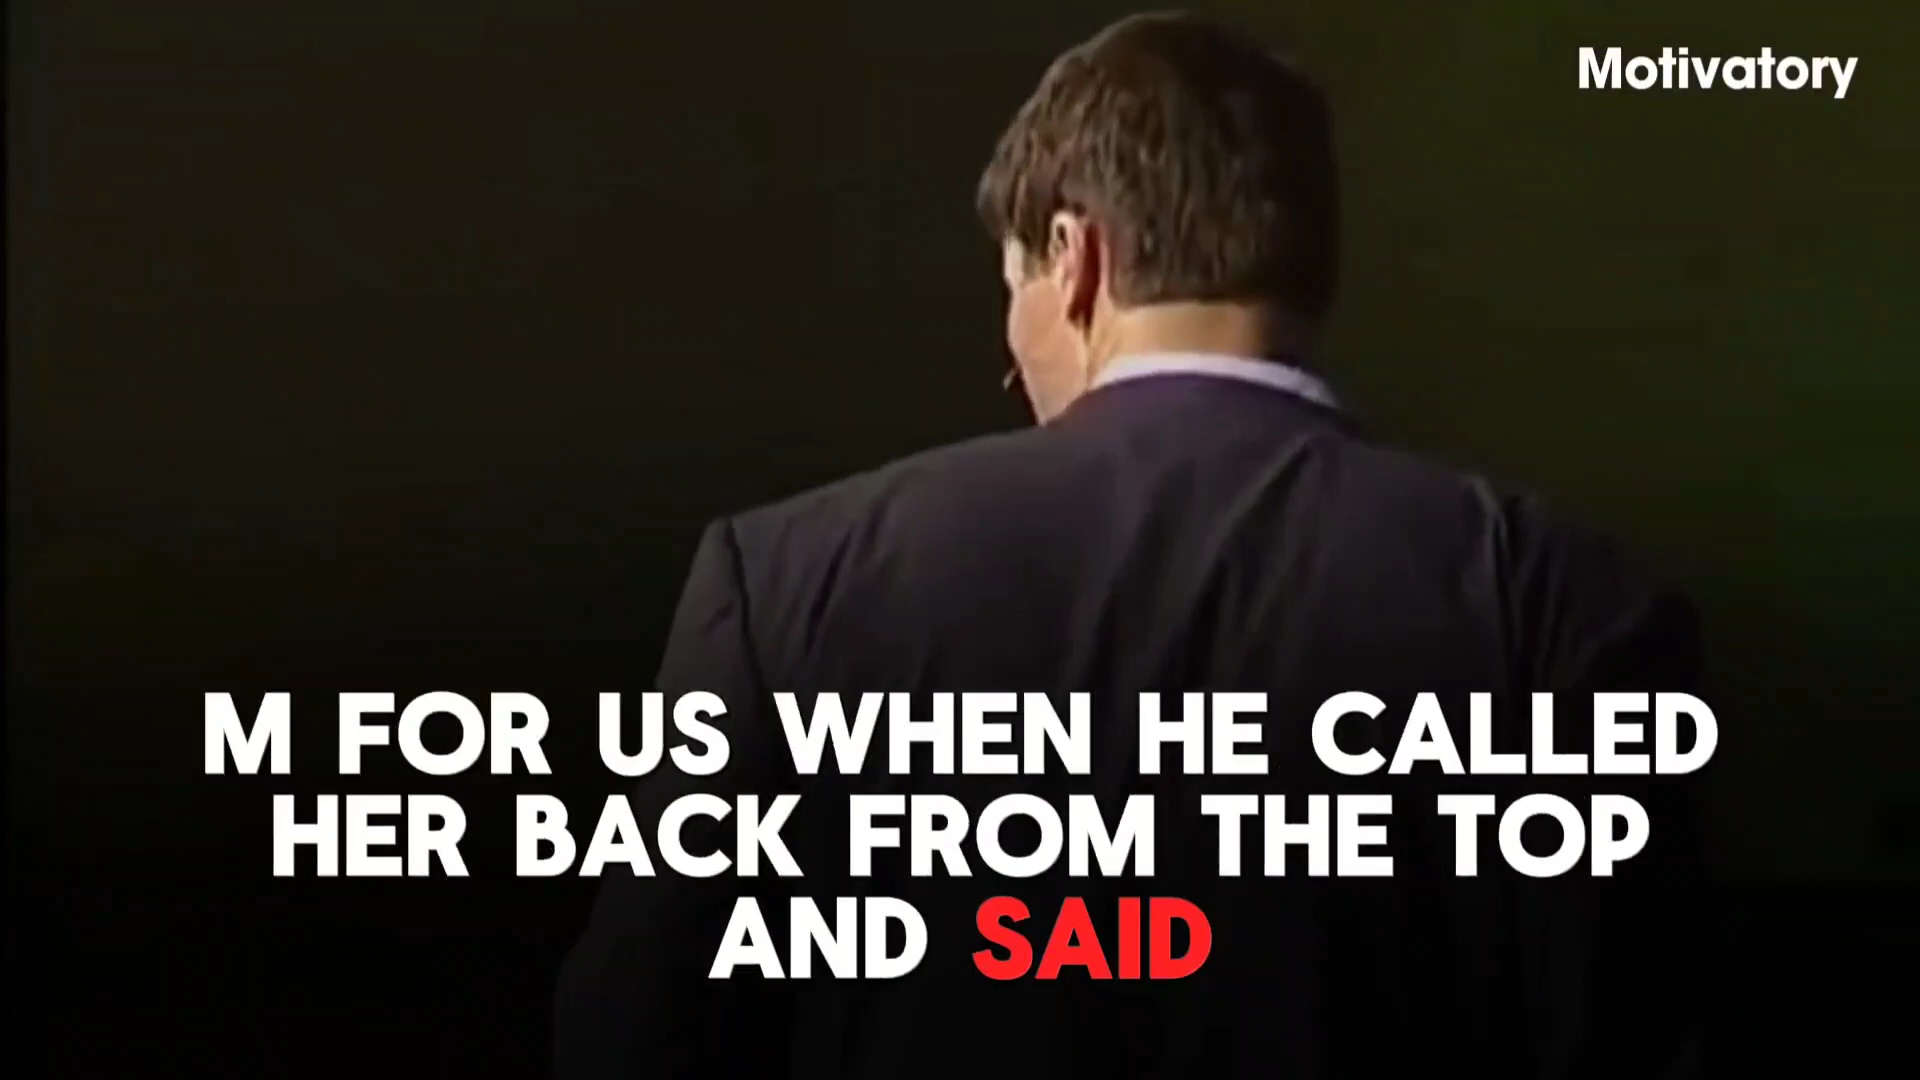 Motivatory
M FOR US WHEN HE CALLED
HER BACK FROM THE TOP
AND SAID